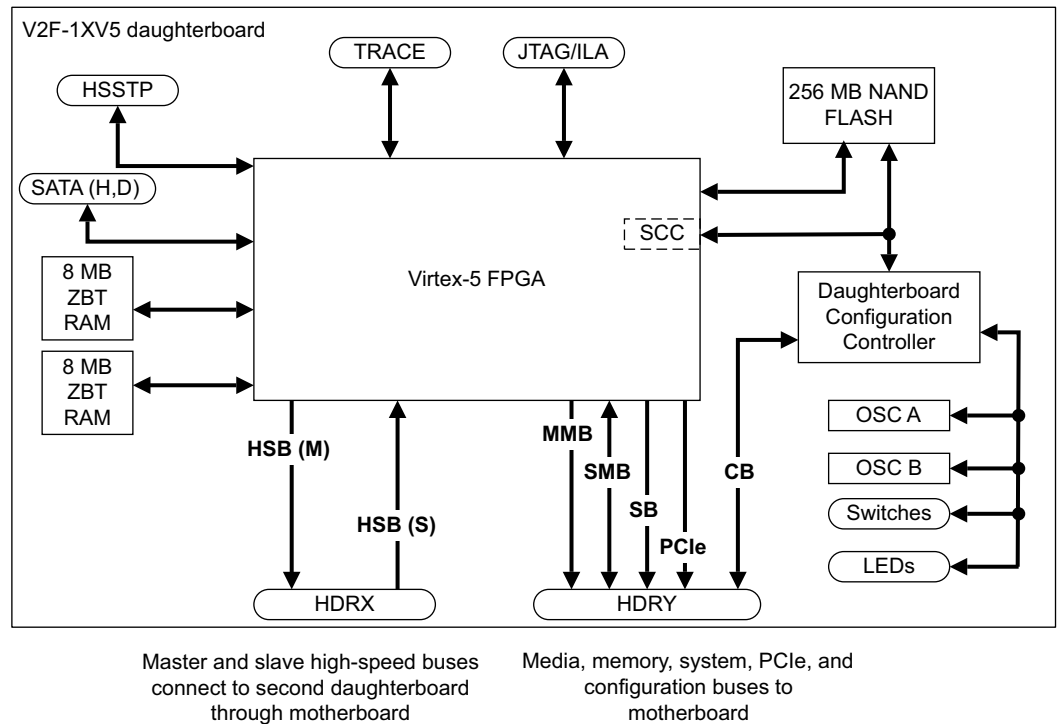 V2F-1XV5 daughterboard
TRACE
JTAG/ILA
HSSTP
256 MB NAND
FLASH
SATA (H,D)
SCC
8 MB
ZBT
RAM
Virtex-5 FPGA
Daughterboard
Configuration
Controller
8 MB
ZBT
RAM
OSC A
MMB
HSB (M)
SMB
CB
OSC B
SB
Switches
HSB (S)
PCIe
LEDs
HDRX
HDRY
Master and slave high-speed buses
connect to second daughterboard
through motherboard
Media, memory, system, PCIe, and
configuration buses to
motherboard